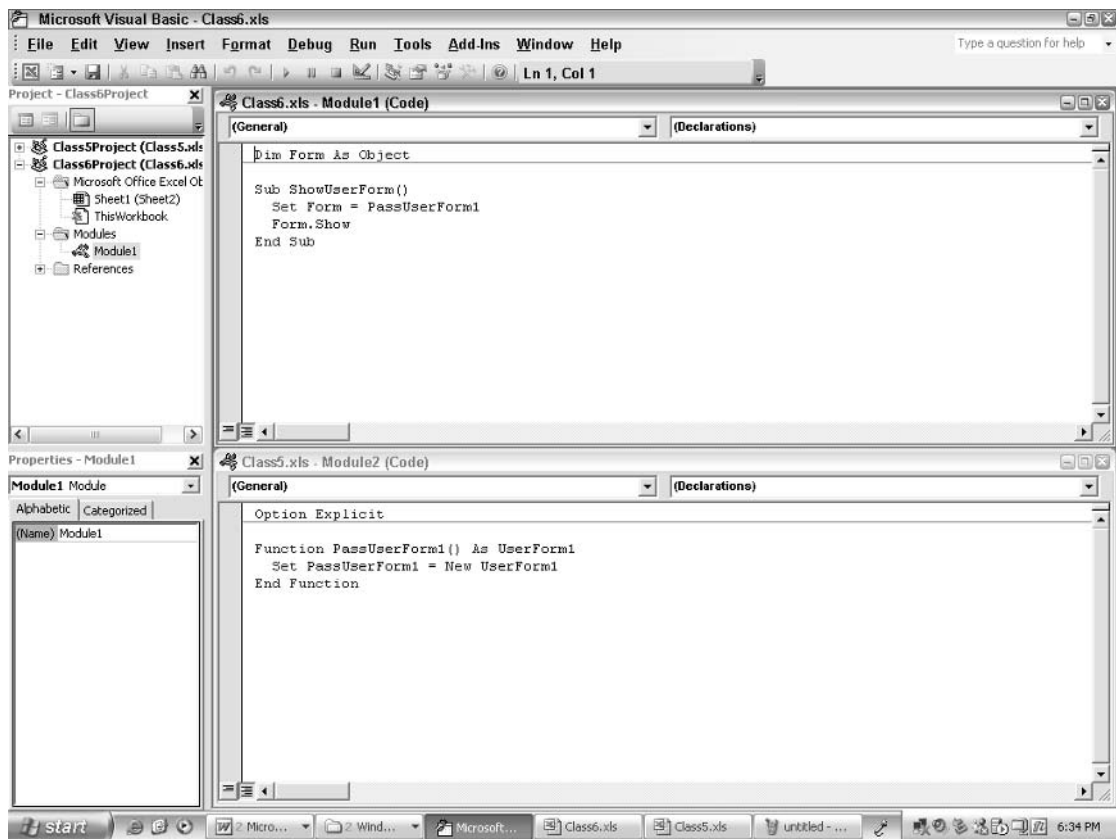 Microsoft Visual Basic - Class6.xls
File Edit View Insert Format Debug Run Tools Add-Ins Window Help
Type a question for help
Ln 1, Col 1
Project - Class6Project
Class5Project (Class5.xls
Class6Project (Class6.xls
Microsoft Office Excel Ob
Sheet1 (Sheet2)
ThisWorkbook
Modules
Module1
References
Class6.xls - Module1 (Code)
(General) (Declarations)
Dim Form As Object
Sub ShowUserForm()
Set Form = PassUserForm1
Form.Show
End Sub
Properties - Module1
Module1 Module
Alphabetic Categorized
(Name) Module1
Class5.xls - Module2 (Code)
(General) (Declarations)
Option Explicit
Function PassUserForm1() As UserForm1
Set PassUserForm1 = New UserForm1
End Function
start 2 Micro... 2 Wind... Microsoft... Class6.xls Class5.xls untitled - ... 6:34 PM